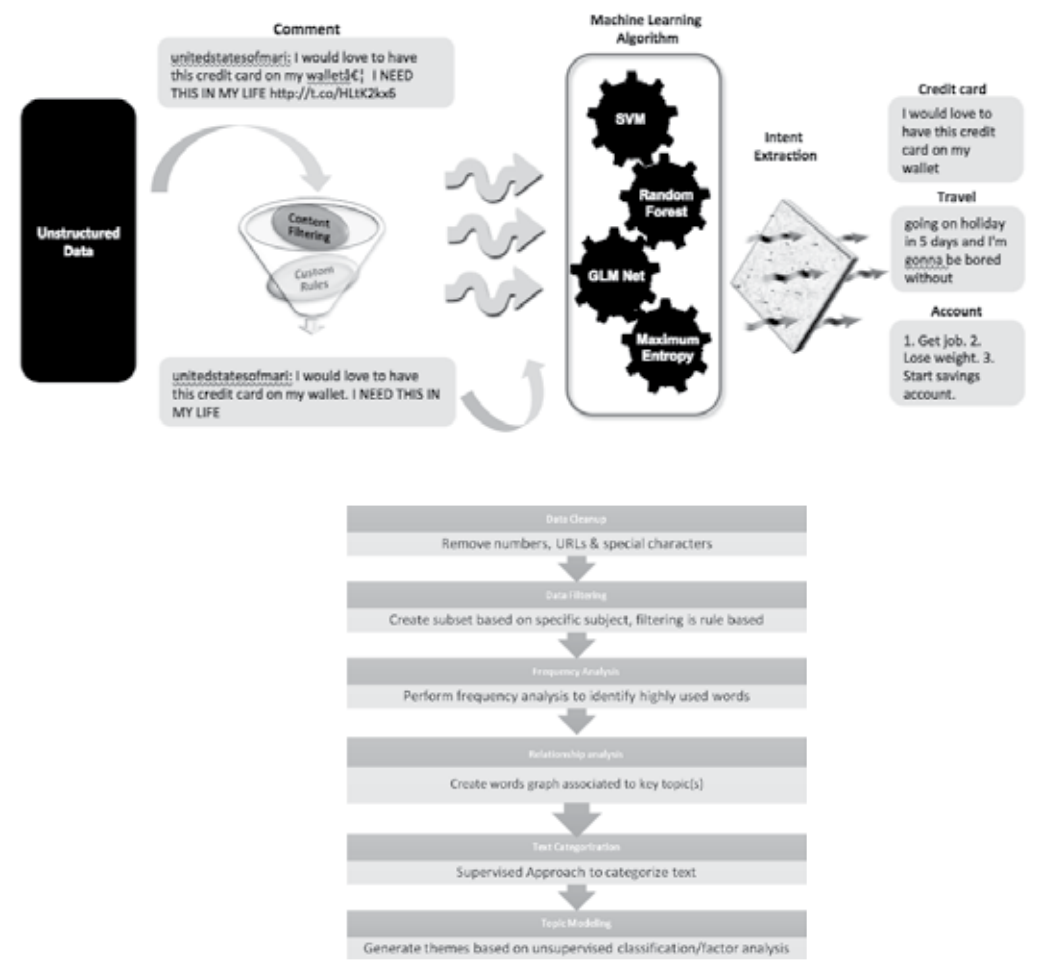 Comment
unitedstatesofmari: I would love to have
this credit card on my walletâ€¦ I NEED
THIS IN MY LIFE http://t.co/HLtK2kx5
Unstructured
Data
Content
Filtering
Custom
Rules
unitedstatesofmari: I would love to have
this credit card on my wallet. I NEED THIS IN
MY LIFE
Machine Learning
Algorithm
SVM
Random
Forest
GLM Net
Maximum
Entropy
Intent
Extraction
Credit card
I would love to
have this credit
card on my
wallet
Travel
going on holiday
in 5 days and I'm
gonna be bored
without
Account
1. Get job. 2.
Lose weight. 3.
Start savings
account.
Data Cleanup
Remove numbers, URLs & special characters
Data Filtering
Create subset based on specific subject, filtering is rule based
Frequency Analysis
Perform frequency analysis to identify highly used words
Relationship analysis
Create words graph associated to key topic(s)
Text Categorization
Supervised Approach to categorize text
Topic Modeling
Generate themes based on unsupervised classification/factor analysis